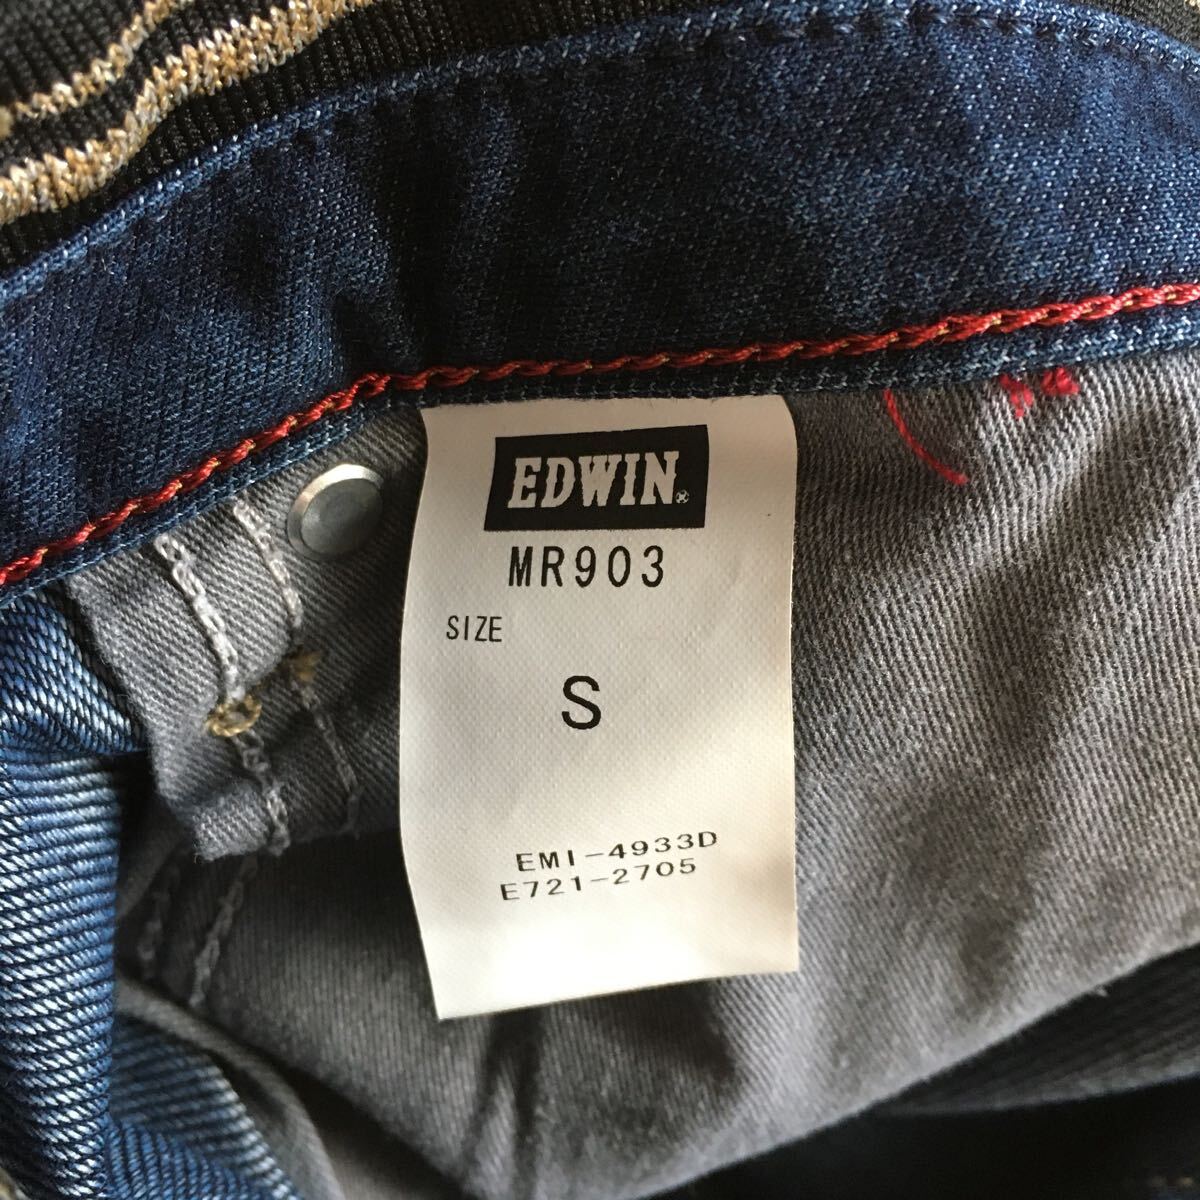 EDWIN®
MR903
SIZE
S
EMI-4933D
E721-2705